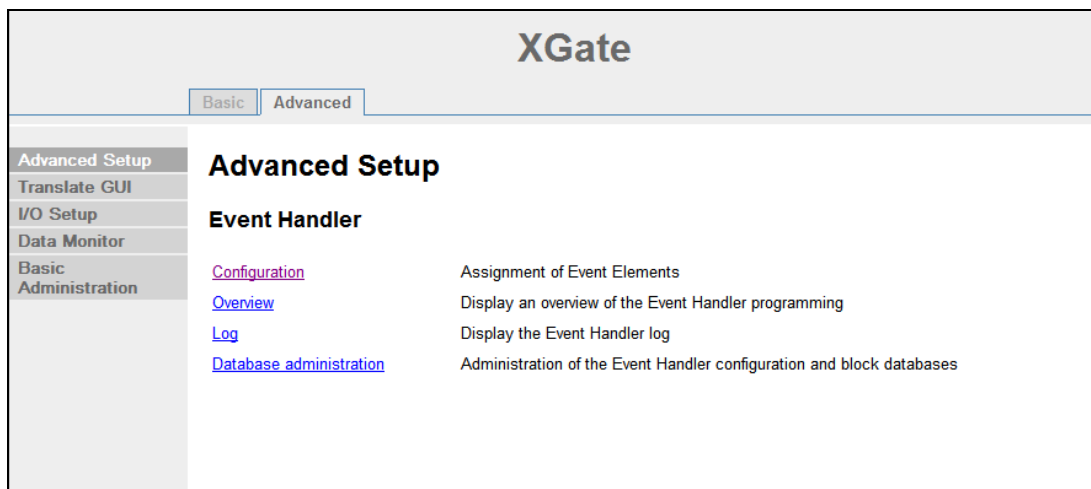 XGate
Basic Advanced
Advanced Setup
Translate GUI
I/O Setup
Data Monitor
Basic
Administration
Advanced Setup
Event Handler
Configuration Assignment of Event Elements
Overview Display an overview of the Event Handler programming
Log Display the Event Handler log
Database administration Administration of the Event Handler configuration and block databases